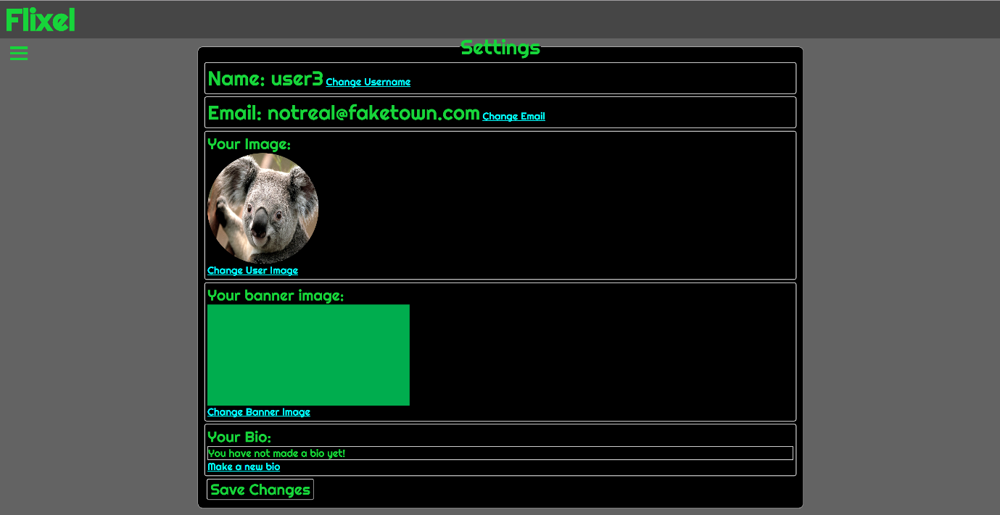 Flixel
Settings
Name: user3 Change Username
Email: notreal@faketown.com Change Email
Your Image:
Change User Image
Your banner image:
Change Banner Image
Your Bio:
You have not made a bio yet!
Make a new bio
Save Changes